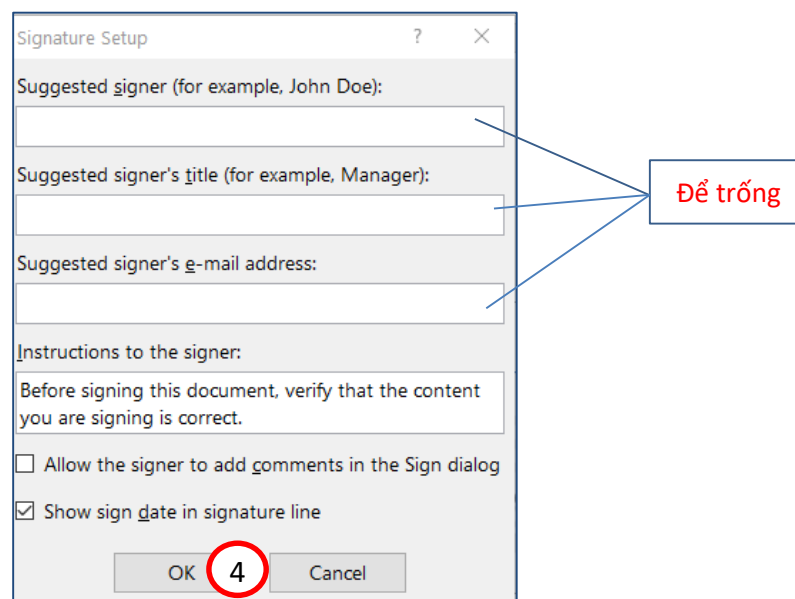 Signature Setup ? ×
Suggested signer (for example, John Doe):
Suggested signer's title (for example, Manager):
Để trống
Suggested signer's e-mail address:
Instructions to the signer:
Before signing this document, verify that the content
you are signing is correct.
Allow the signer to add comments in the Sign dialog
Show sign date in signature line
OK 4 Cancel